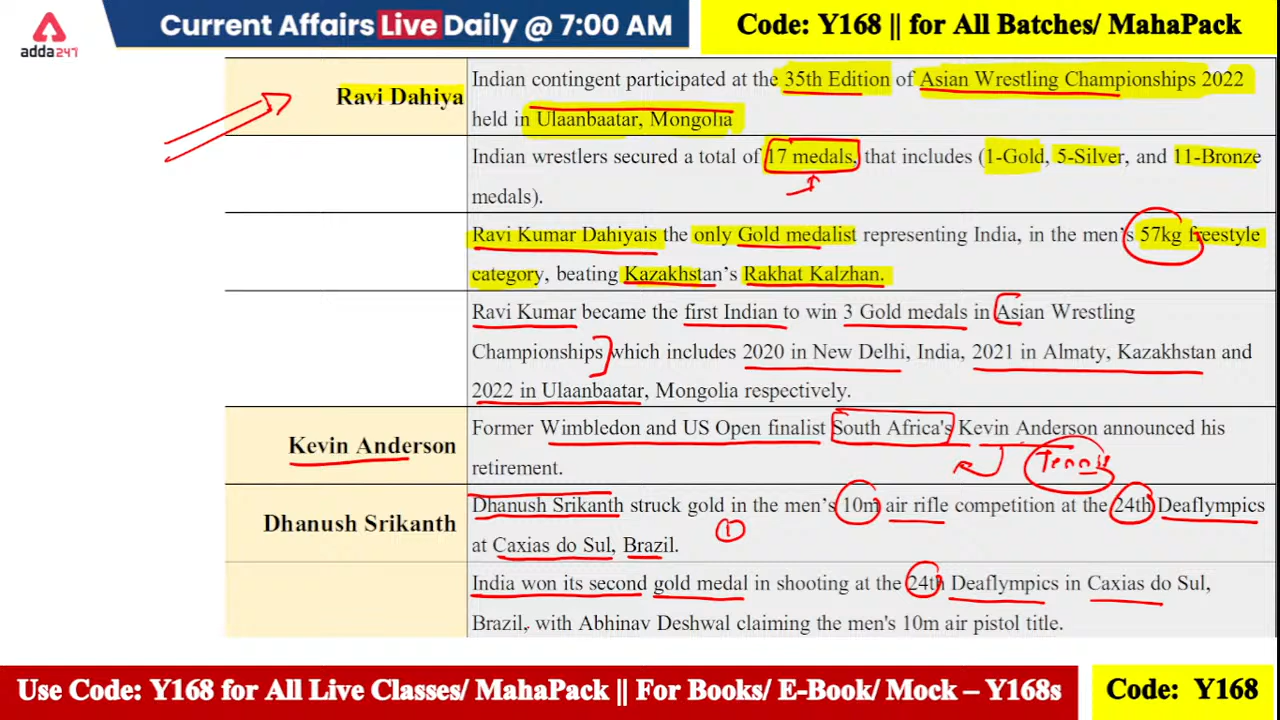 adda247
Current Affairs Live Daily @ 7:00 AM
Code: Y168 || for All Batches/ MahaPack
Ravi Dahiya
Indian contingent participated at the 35th Edition of Asian Wrestling Championships 2022
held in Ulaanbaatar, Mongolia
Indian wrestlers secured a total of 17 medals, that includes (1-Gold, 5-Silver, and 11-Bronze
medals).
Ravi Kumar Dahiyais the only Gold medalist representing India, in the men's 57kg freestyle
category, beating Kazakhstan's Rakhat Kalzhan.
Ravi Kumar became the first Indian to win 3 Gold medals in Asian Wrestling
Championships which includes 2020 in New Delhi, India, 2021 in Almaty, Kazakhstan and
2022 in Ulaanbaatar, Mongolia respectively.
Kevin Anderson
Former Wimbledon and US Open finalist South Africa's Kevin Anderson announced his
retirement.
Tennis
Dhanush Srikanth
Dhanush Srikanth struck gold in the men's 10m air rifle competition at the 24th Deaflympics
1
at Caxias do Sul, Brazil.
India won its second gold medal in shooting at the 24th Deaflympics in Caxias do Sul,
Brazil, with Abhinav Deshwal claiming the men's 10m air pistol title.
Use Code: Y168 for All Live Classes/ MahaPack || For Books/ E-Book/ Mock – Y168s
Code: Y168